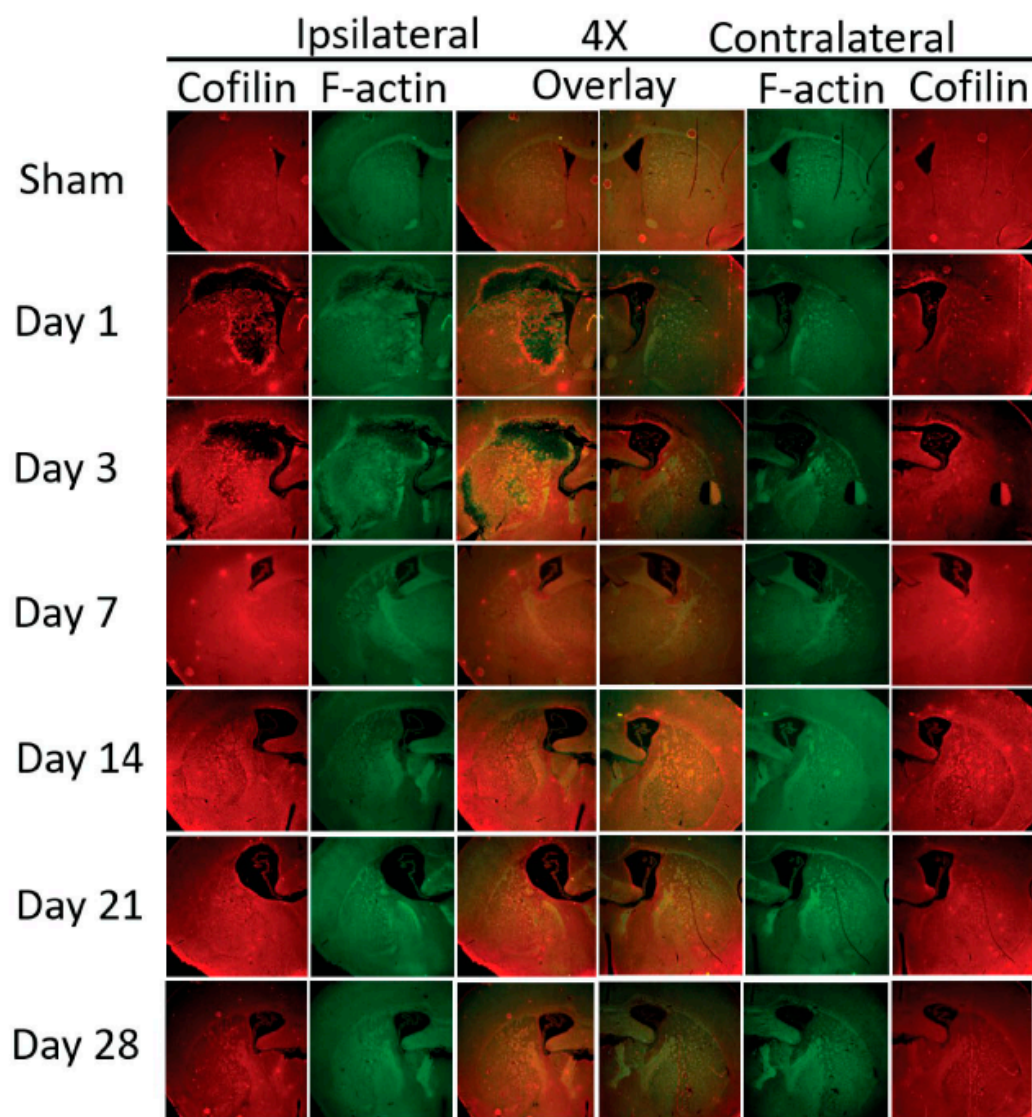 Ipsilateral 4X Contralateral
Cofilin F-actin Overlay F-actin Cofilin
Sham
Day 1
Day 3
Day 7
Day 14
Day 21
Day 28